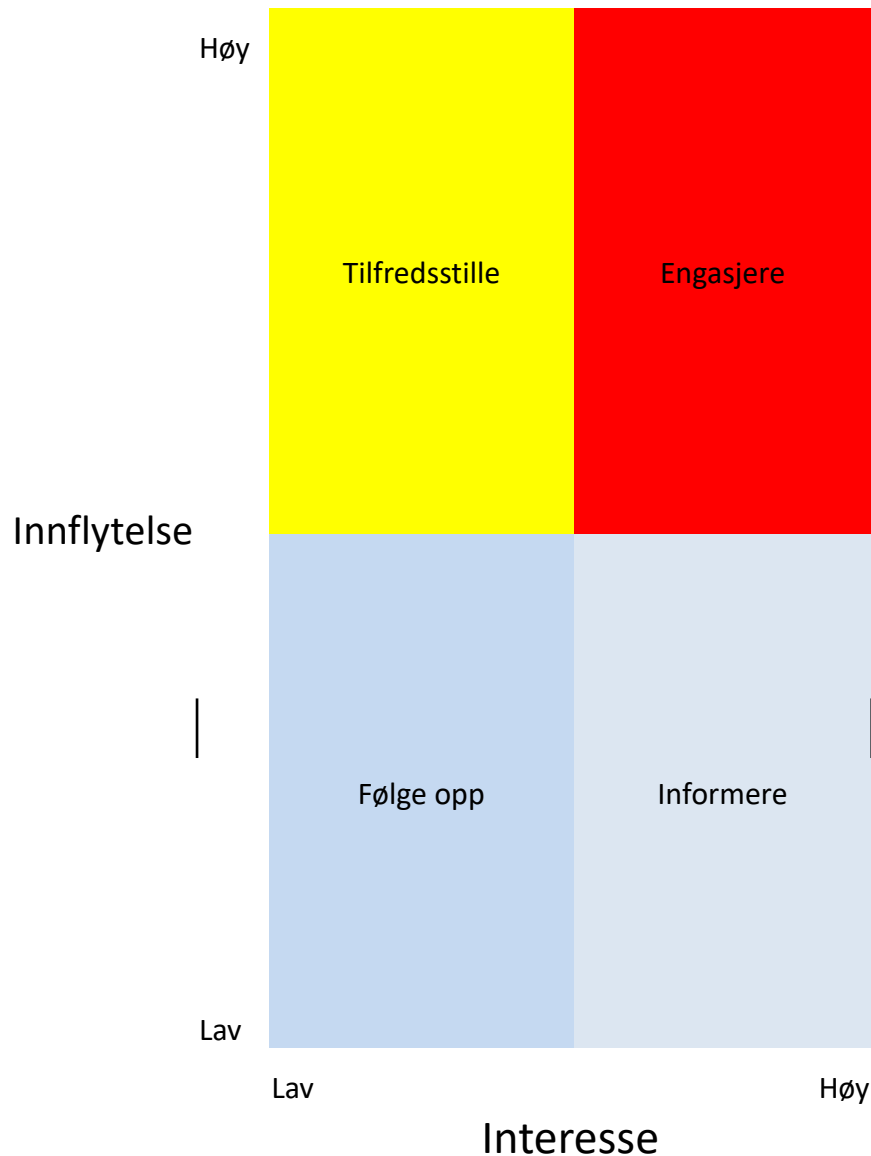 Høy
Tilfredsstille
Engasjere
Innflytelse
Følge opp
Informere
Lav
Lav
Høy
Interesse